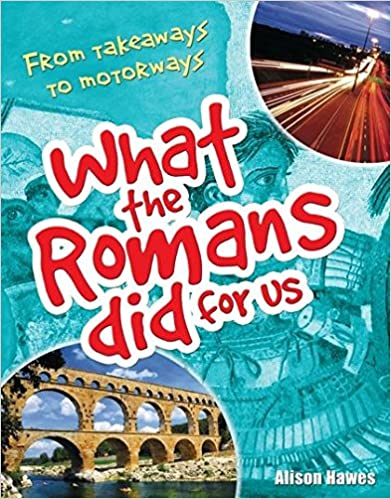 From takeaways
to motorways
What
the
Romans
did for us
Alison Hawes